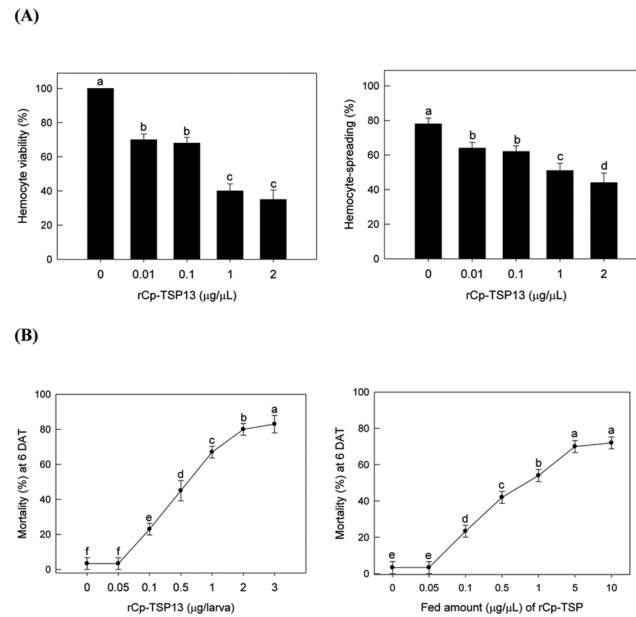 (A)
100
80
60
40
20
0
Hemocyte viability (%)
a
b
b
c
c
0 0.01 0.1 1 2
rCp-TSP13 (μg/μL)
100
80
60
40
20
0
Hemocyte-spreading (%)
a
b
b
c
d
0 0.01 0.1 1 2
rCp-TSP13 (μg/μL)
(B)
100
80
60
40
20
0
Mortality (%) at 6 DAT
f f e d c b a
0 0.05 0.1 0.5 1 2 3
rCp-TSP13 (μg/larva)
100
80
60
40
20
0
Mortality (%) at 6 DAT
e e d c b a a
0 0.05 0.1 0.5 1 5 10
Fed amount (μg/μL) of rCp-TSP